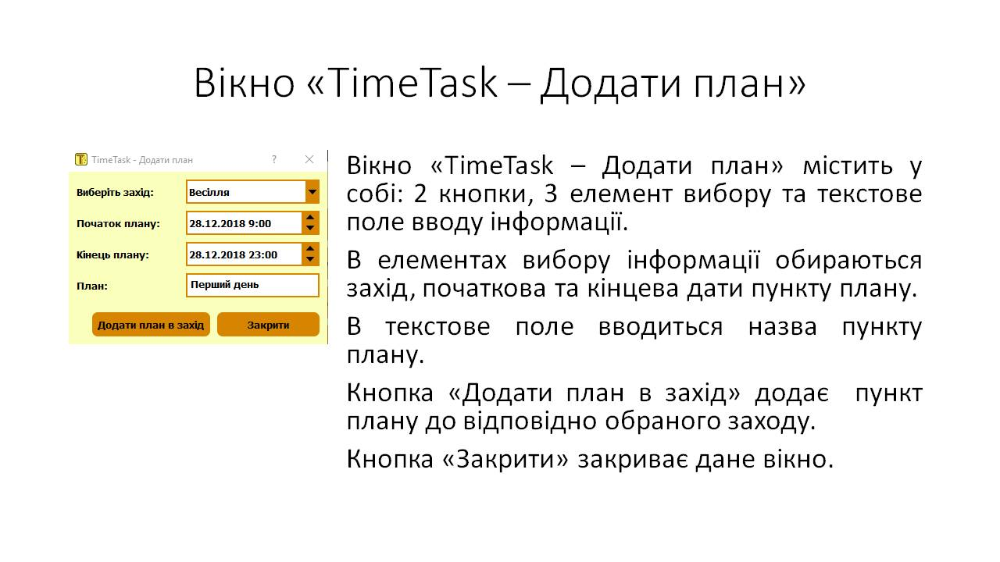 Вікно «TimeTask – Додати план»
TimeTask - Додати план ?
Виберіть захід: Весілля
Початок плану: 28.12.2018 9:00
Кінець плану: 28.12.2018 23:00
План: Перший день
Додати план в захід Закрити
Вікно «TimeTask – Додати план» містить у
собі: 2 кнопки, 3 елемент вибору та текстове
поле вводу інформації.
В елементах вибору інформації обираються
захід, початкова та кінцева дати пункту плану.
В текстове поле вводиться назва пункту
плану.
Кнопка «Додати план в захід» додає пункт
плану до відповідно обраного заходу.
Кнопка «Закрити» закриває дане вікно.